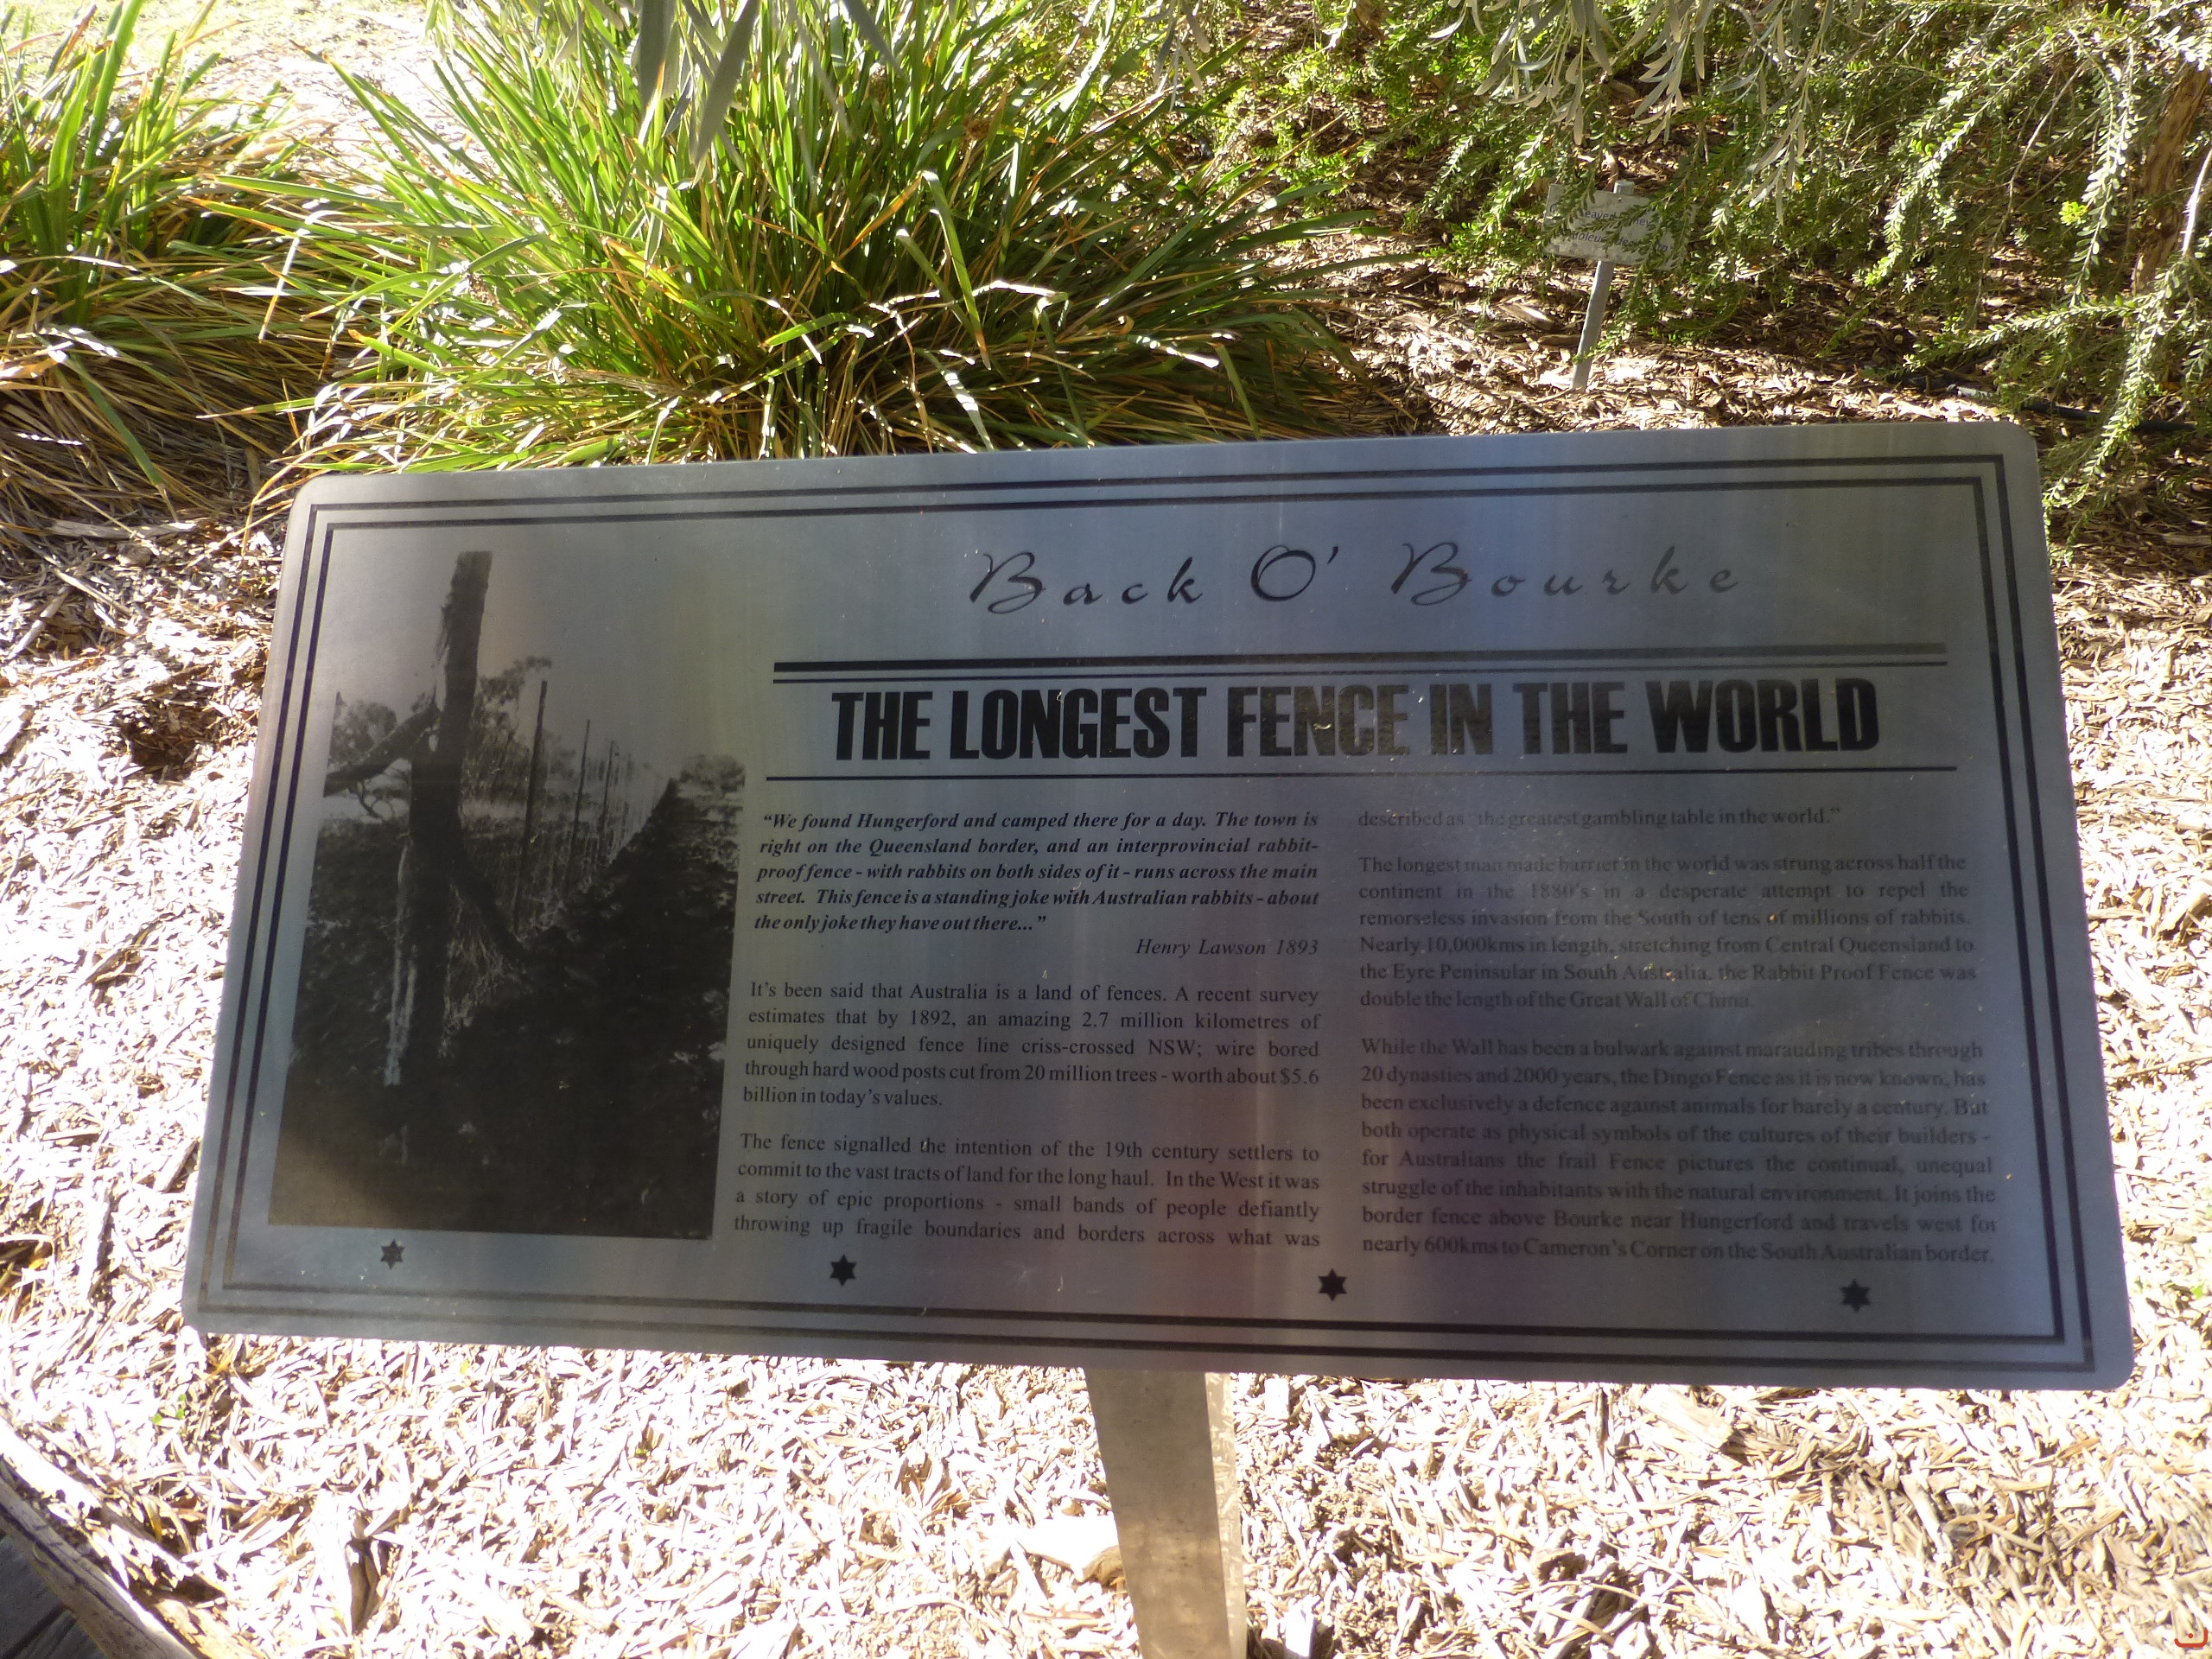 Back O' Bourke
THE LONGEST FENCE IN THE WORLD
"We found Hungerford and camped there for a day. The town is
right on the Queensland border, and an interprovincial rabbit-
proof fence - with rabbits on both sides of it - runs across the main
street. This fence is a standing joke with Australian rabbits - about
the only joke they have out there..."
Henry Lawson 1893
It's been said that Australia is a land of fences. A recent survey
estimates that by 1892, an amazing 2.7 million kilometres of
uniquely designed fence line criss-crossed NSW; wire bored
through hard wood posts cut from 20 million trees - worth about $5.6
billion in today's values.
The fence signalled the intention of the 19th century settlers to
commit to the vast tracts of land for the long haul. In the West it was
a story of epic proportions - small bands of people defiantly
throwing up fragile boundaries and borders across what was
described as "the greatest gambling table in the world."
The longest man made barrier in the world was strung across half the
continent in the 1880's in a desperate attempt to repel the
remorseless invasion from the South of tens of millions of rabbits.
Nearly 10,000kms in length, stretching from Central Queensland to
the Eyre Peninsular in South Australia, the Rabbit Proof Fence was
double the length of the Great Wall of China.
While the Wall has been a bulwark against marauding tribes through
20 dynasties and 2000 years, the Dingo Fence as it is now known, has
been exclusively a defence against animals for barely a century. But
both operate as physical symbols of the cultures of their builders -
for Australians the frail Fence pictures the continual, unequal
struggle of the inhabitants with the natural environment. It joins the
border fence above Bourke near Hungerford and travels west for
nearly 600kms to Cameron's Corner on the South Australian border.